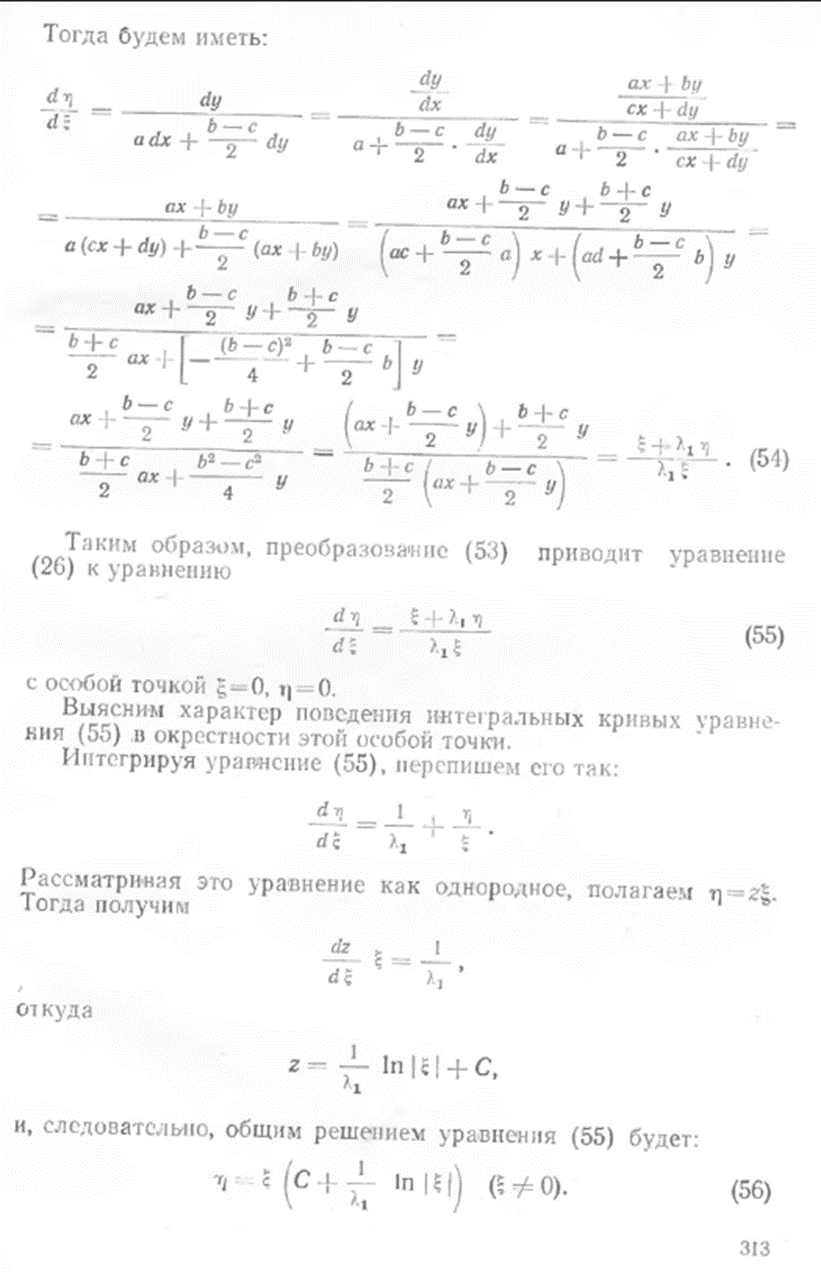 Тогда будем иметь:
\frac{d\eta}{d\xi} = \frac{dy}{a\,dx + \frac{b-c}{2}\,dy} = \frac{\frac{dy}{dx}}{a + \frac{b-c}{2} \cdot \frac{dy}{dx}} = \frac{\frac{ax+by}{cx+dy}}{a + \frac{b-c}{2} \cdot \frac{ax+by}{cx+dy}} =
= \frac{ax+by}{a(cx+dy) + \frac{b-c}{2}(ax+by)} = \frac{ax + \frac{b-c}{2}y + \frac{b+c}{2}y}{\left(ac + \frac{b-c}{2}a\right)x + \left(ad + \frac{b-c}{2}b\right)y} =
= \frac{ax + \frac{b-c}{2}y + \frac{b+c}{2}y}{\frac{b+c}{2}ax + \left[-\frac{(b-c)^2}{4} + \frac{b-c}{2}b\right]y} =
= \frac{ax + \frac{b-c}{2}y + \frac{b+c}{2}y}{\frac{b+c}{2}ax + \frac{b^2-c^2}{4}y} = \frac{\left(ax + \frac{b-c}{2}y\right) + \frac{b+c}{2}y}{\frac{b+c}{2}\left(ax + \frac{b-c}{2}y\right)} = \frac{\xi + \lambda_1\eta}{\lambda_1\xi}. (54)
Таким образом, преобразование (53) приводит уравнение
(26) к уравнению
\frac{d\eta}{d\xi} = \frac{\xi + \lambda_1\eta}{\lambda_1\xi} (55)
с особой точкой ξ=0, η=0.
Выясним характер поведения интегральных кривых уравне-
ния (55) в окрестности этой особой точки.
Интегрируя уравнение (55), перепишем его так:
\frac{d\eta}{d\xi} = \frac{1}{\lambda_1} + \frac{\eta}{\xi}.
Рассматривая это уравнение как однородное, полагаем η=zξ.
Тогда получим
\frac{dz}{d\xi}\xi = \frac{1}{\lambda_1},
откуда
z = \frac{1}{\lambda_1} \ln|\xi| + C,
и, следовательно, общим решением уравнения (55) будет:
\eta = \xi\left(C + \frac{1}{\lambda_1} \ln|\xi|\right) (\xi \neq 0). (56)
313